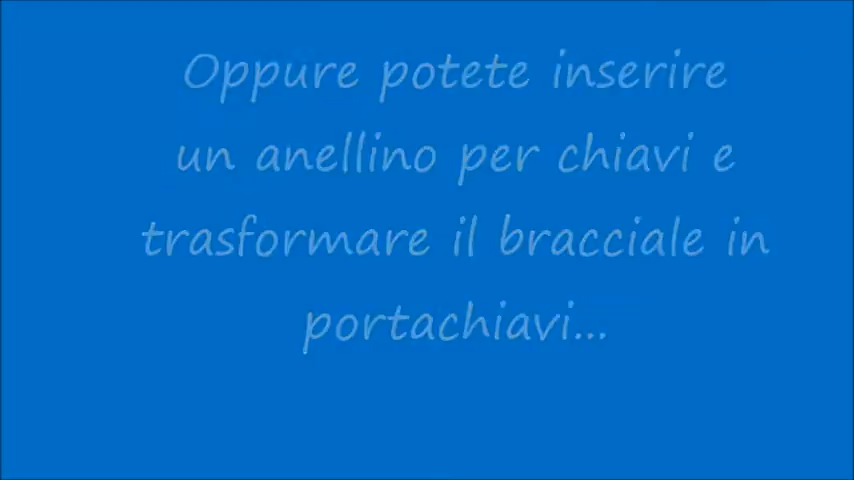 Oppure potete inserire
un anellino per chiavi e
trasformare il bracciale in
portachiavi...